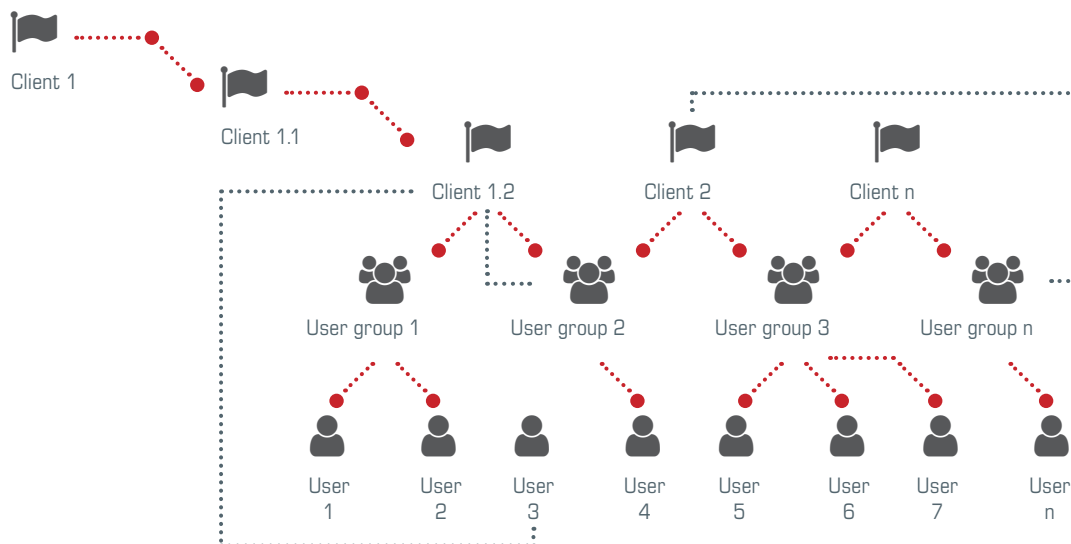 Client 1
Client 1.1
Client 1.2
Client 2
Client n
User group 1
User group 2
User group 3
User group n
User
1
User
2
User
3
User
4
User
5
User
6
User
7
User
n